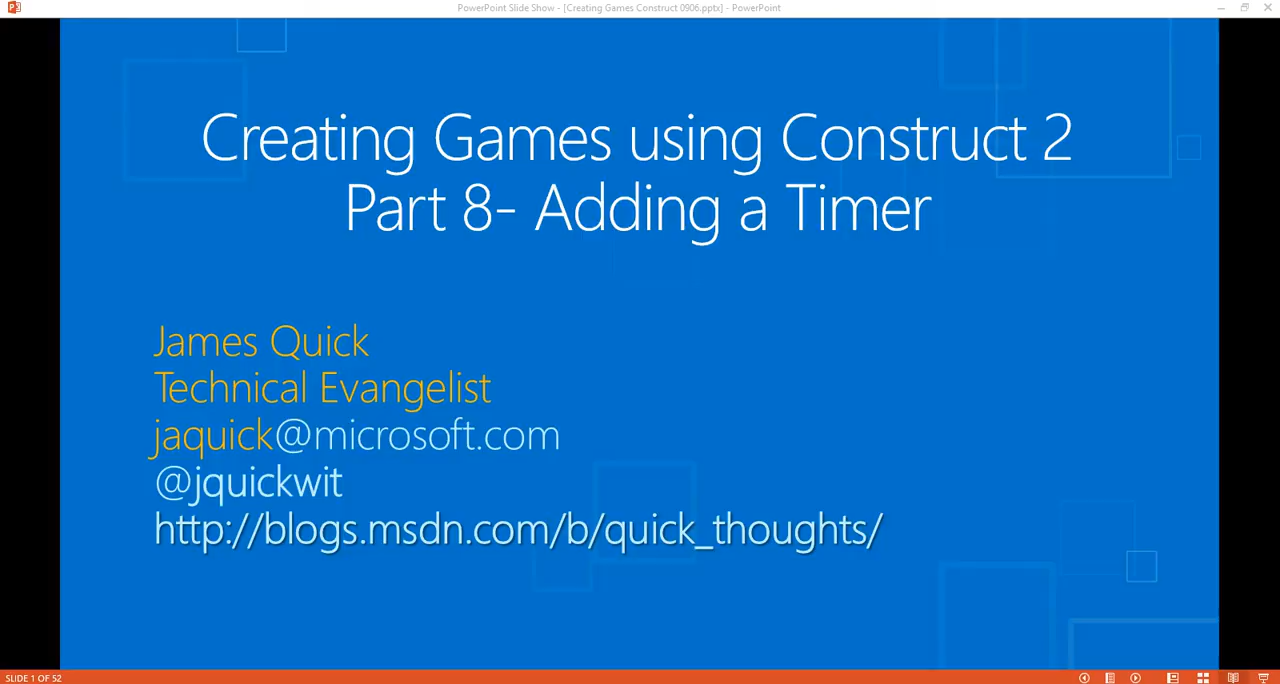 PowerPoint Slide Show - [Creating Games Construct 0906.pptx] - PowerPoint
Creating Games using Construct 2
Part 8- Adding a Timer
James Quick
Technical Evangelist
jaquick@microsoft.com
@jquickwit
http://blogs.msdn.com/b/quick_thoughts/
SLIDE 1 OF 52